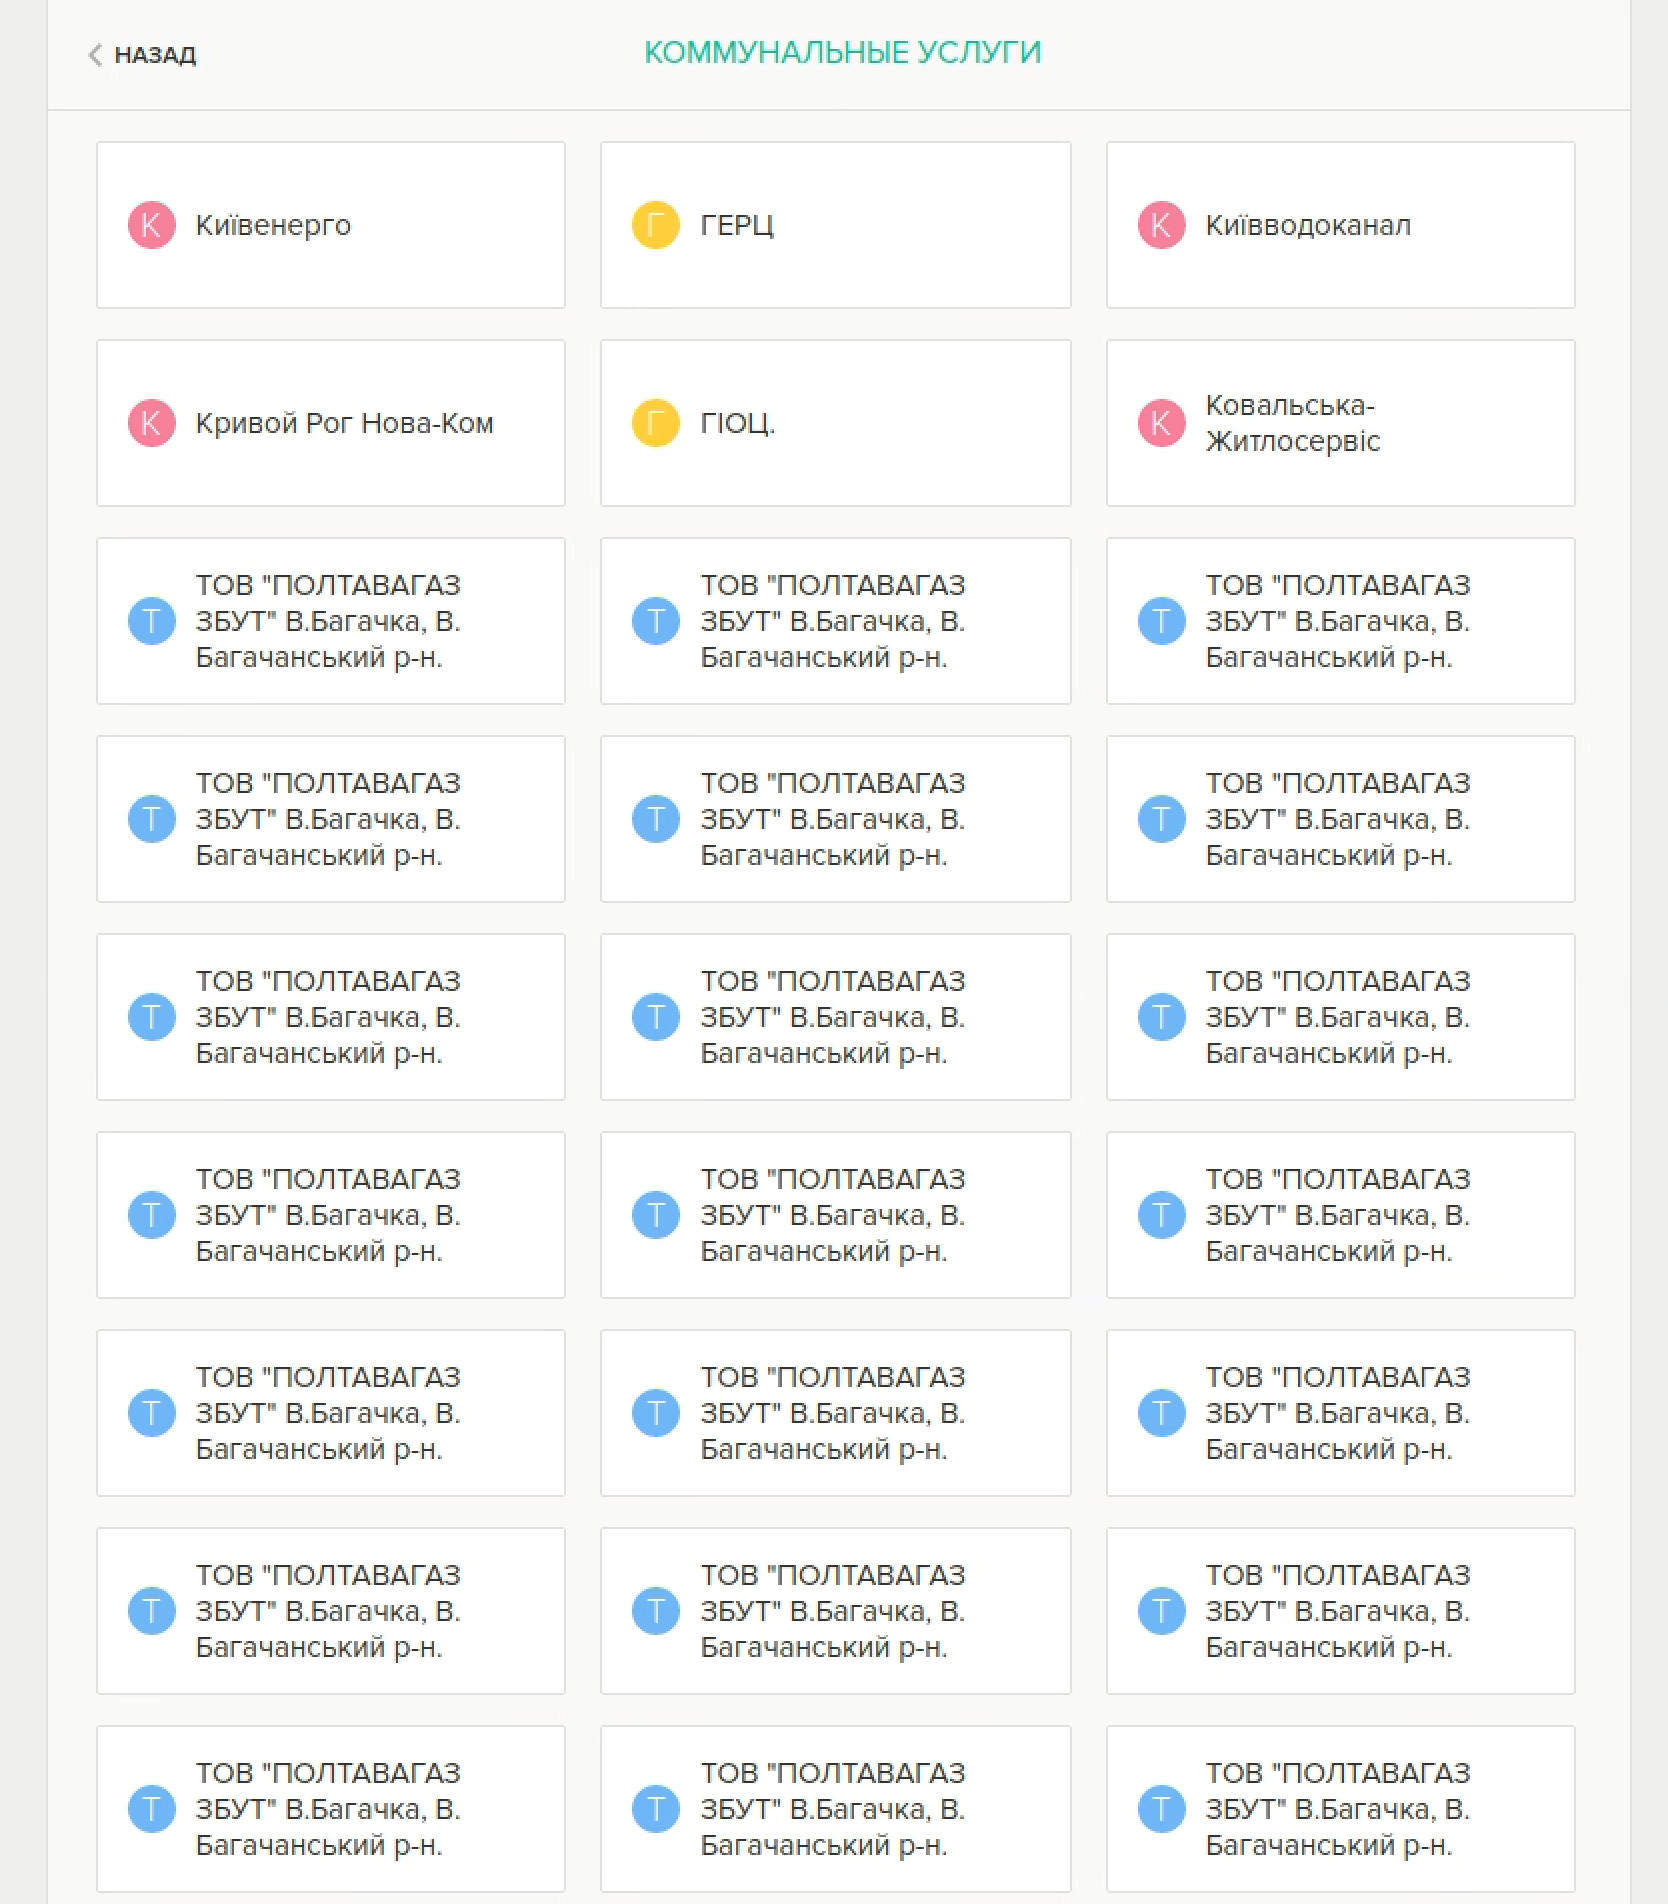 НАЗАД
КОММУНАЛЬНЫЕ УСЛУГИ
К Київенерго
Г ГЕРЦ
К Київводоканал
К Кривой Рог Нова-Ком
Г ГІОЦ.
К Ковальська-
Житлосервіс
ТОВ "ПОЛТАВАГАЗ
Т ЗБУТ" В.Багачка, В.
Багачанський р-н.
ТОВ "ПОЛТАВАГАЗ
Т ЗБУТ" В.Багачка, В.
Багачанський р-н.
ТОВ "ПОЛТАВАГАЗ
Т ЗБУТ" В.Багачка, В.
Багачанський р-н.
ТОВ "ПОЛТАВАГАЗ
Т ЗБУТ" В.Багачка, В.
Багачанський р-н.
ТОВ "ПОЛТАВАГАЗ
Т ЗБУТ" В.Багачка, В.
Багачанський р-н.
ТОВ "ПОЛТАВАГАЗ
Т ЗБУТ" В.Багачка, В.
Багачанський р-н.
ТОВ "ПОЛТАВАГАЗ
Т ЗБУТ" В.Багачка, В.
Багачанський р-н.
ТОВ "ПОЛТАВАГАЗ
Т ЗБУТ" В.Багачка, В.
Багачанський р-н.
ТОВ "ПОЛТАВАГАЗ
Т ЗБУТ" В.Багачка, В.
Багачанський р-н.
ТОВ "ПОЛТАВАГАЗ
Т ЗБУТ" В.Багачка, В.
Багачанський р-н.
ТОВ "ПОЛТАВАГАЗ
Т ЗБУТ" В.Багачка, В.
Багачанський р-н.
ТОВ "ПОЛТАВАГАЗ
Т ЗБУТ" В.Багачка, В.
Багачанський р-н.
ТОВ "ПОЛТАВАГАЗ
Т ЗБУТ" В.Багачка, В.
Багачанський р-н.
ТОВ "ПОЛТАВАГАЗ
Т ЗБУТ" В.Багачка, В.
Багачанський р-н.
ТОВ "ПОЛТАВАГАЗ
Т ЗБУТ" В.Багачка, В.
Багачанський р-н.
ТОВ "ПОЛТАВАГАЗ
Т ЗБУТ" В.Багачка, В.
Багачанський р-н.
ТОВ "ПОЛТАВАГАЗ
Т ЗБУТ" В.Багачка, В.
Багачанський р-н.
ТОВ "ПОЛТАВАГАЗ
Т ЗБУТ" В.Багачка, В.
Багачанський р-н.
ТОВ "ПОЛТАВАГАЗ
Т ЗБУТ" В.Багачка, В.
Багачанський р-н.
ТОВ "ПОЛТАВАГАЗ
Т ЗБУТ" В.Багачка, В.
Багачанський р-н.
ТОВ "ПОЛТАВАГАЗ
Т ЗБУТ" В.Багачка, В.
Багачанський р-н.